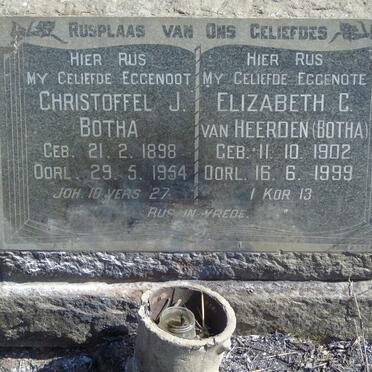 RUSPLAAS VAN ONS GELIEFDES
HIER RUS
MY GELIEFDE EGGENOOT
CHRISTOFFEL J.
BOTHA
GEB. 21. 2. 1898
OORL. 29. 5. 1954
JOH. 10 VERS 27
HIER RUS
MY GELIEFDE EGGENOTE
ELIZABETH C.
VAN HEERDEN (BOTHA)
GEB. 11. 10. 1902
OORL. 16. 6. 1999
1 KOR 13
RUS IN VREDE.